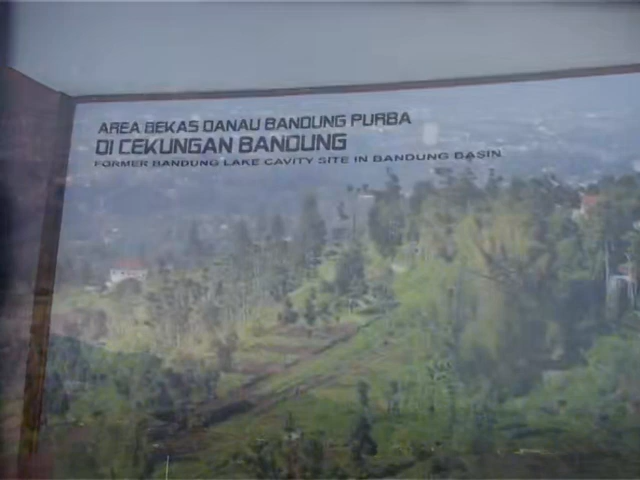 AREA BEKAS DANAU BANDUNG PURBA
DI CEKUNGAN BANDUNG
FORMER BANDUNG LAKE CAVITY SITE IN BANDUNG BASIN